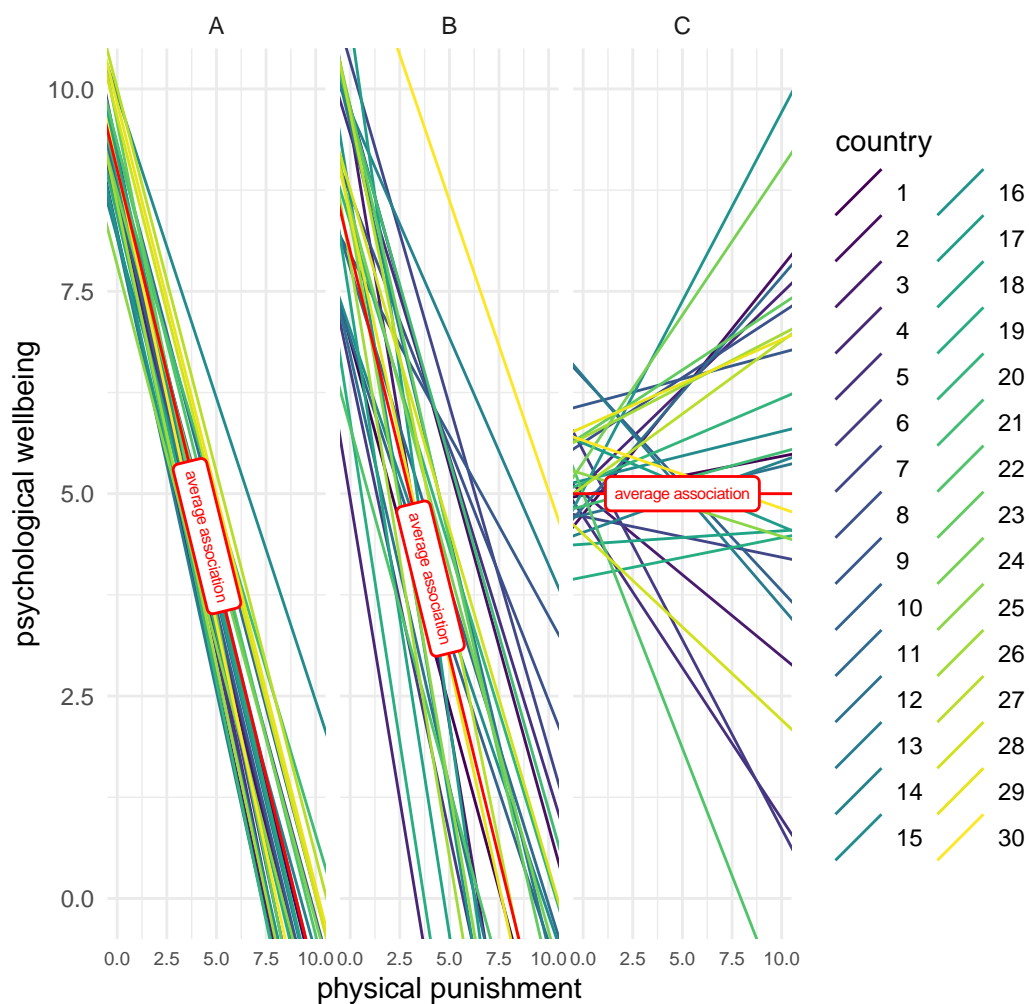 A B C
psychological wellbeing
10.0
7.5
5.0
2.5
0.0
average association
average association
average association
0.0 2.5 5.0 7.5 10.0 0.0 2.5 5.0 7.5 10.0 0.0 2.5 5.0 7.5 10.0
physical punishment
country
1 16
2 17
3 18
4 19
5 20
6 21
7 22
8 23
9 24
10 25
11 26
12 27
13 28
14 29
15 30